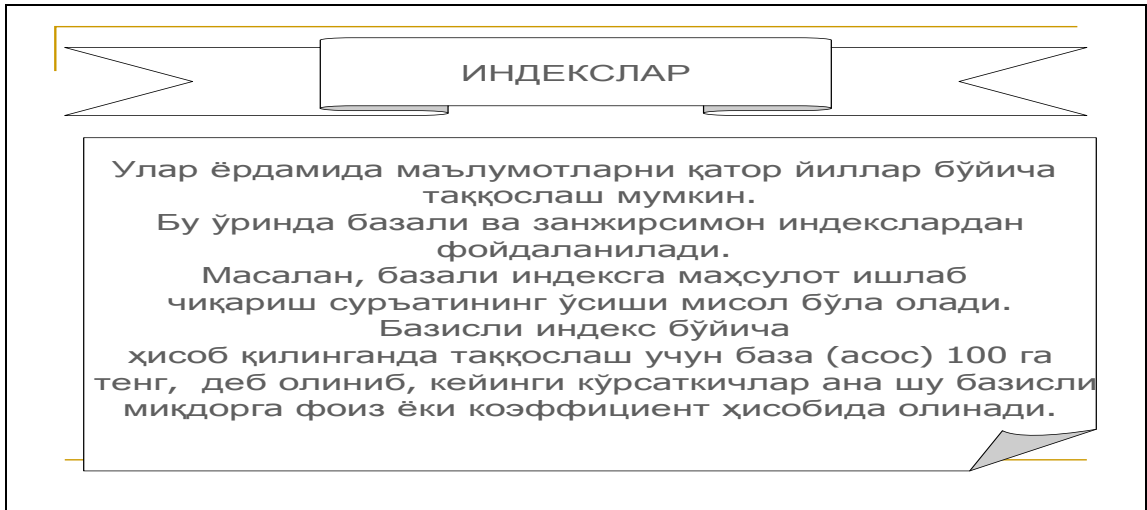 ИНДЕКСЛАР
Улар ёрдамида маълумотларни қатор йиллар бўйича
таққослаш мумкин.
Бу ўринда базали ва занжирсимон индекслардан
фойдаланилади.
Масалан, базали индексга маҳсулот ишлаб
чиқариш суръатининг ўсиши мисол бўла олади.
Базисли индекс бўйича
ҳисоб қилинганда таққослаш учун база (асос) 100 га
тенг, деб олиниб, кейинги кўрсаткичлар ана шу базисли
миқдорга фоиз ёки коэффициент ҳисобида олинади.